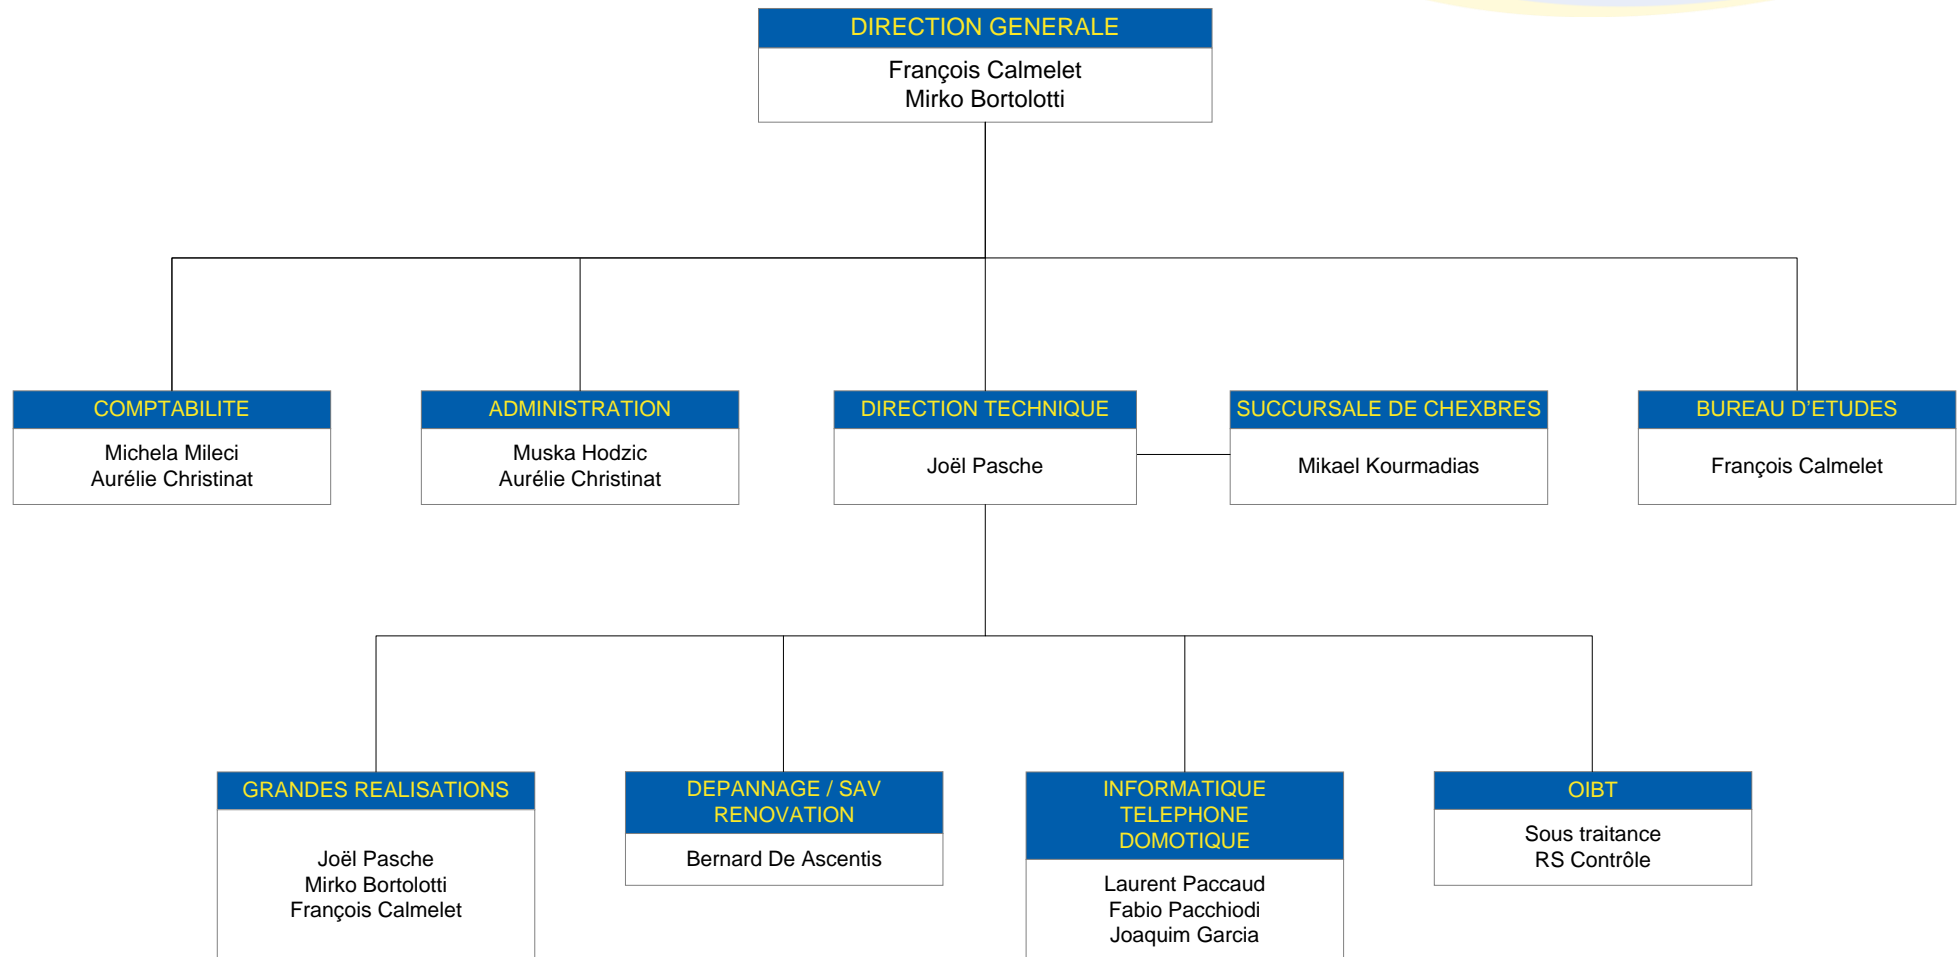 DIRECTION GENERALE
François Calmelet
Mirko Bortolotti
COMPTABILITE
Michela Mileci
Aurélie Christinat
ADMINISTRATION
Muska Hodzic
Aurélie Christinat
DIRECTION TECHNIQUE
Joël Pasche
SUCCURSALE DE CHEXBRES
Mikael Kourmadias
BUREAU D'ETUDES
François Calmelet
GRANDES REALISATIONS
Joël Pasche
Mirko Bortolotti
François Calmelet
DEPANNAGE / SAV
RENOVATION
Bernard De Ascentis
INFORMATIQUE
TELEPHONE
DOMOTIQUE
Laurent Paccaud
Fabio Pacchiodi
Joaquim Garcia
OIBT
Sous traitance
RS Contrôle